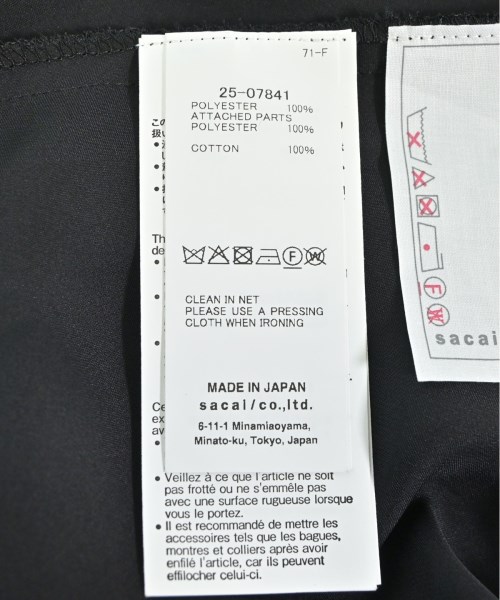 71-F
25-07841
POLYESTER 100%
ATTACHED PARTS
POLYESTER 100%
COTTON 100%
CLEAN IN NET
PLEASE USE A PRESSING
CLOTH WHEN IRONING
MADE IN JAPAN
sacai/co.,ltd.
6-11-1 Minamiaoyama,
Minato-ku, Tokyo, Japan
• Veillez à ce que l'article ne soit
pas frotté ou ne s'emmêle pas
avec une surface rugueuse lorsque
vous le portez.
• Il est recommandé de mettre les
accessoires tels que les bagues,
montres et colliers après avoir
enfilé l'article, car ils peuvent
effilocher celui-ci.
F
W
sacai